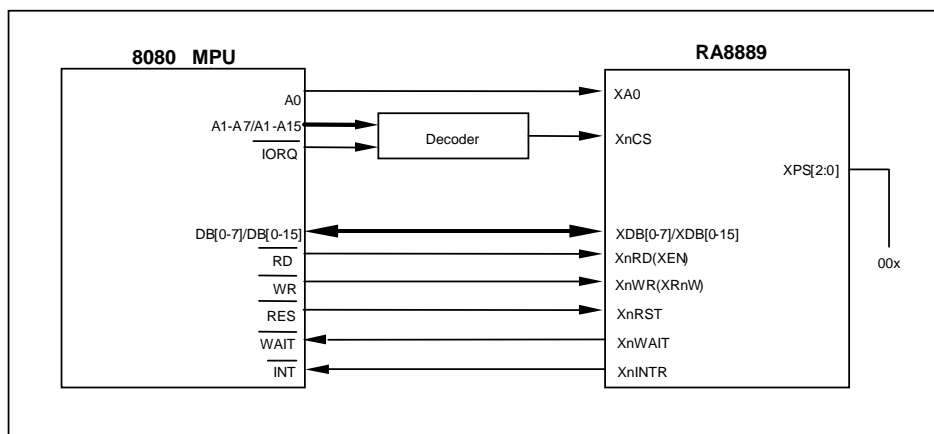 8080 MPU
RA8889
A0
XA0
A1-A7/A1-A15
Decoder
XnCS
IORQ
XPS[2:0]
DB[0-7]/DB[0-15]
XDB[0-7]/XDB[0-15]
00x
RD
XnRD(XEN)
WR
XnWR(XRnW)
RES
XnRST
WAIT
XnWAIT
INT
XnINTR